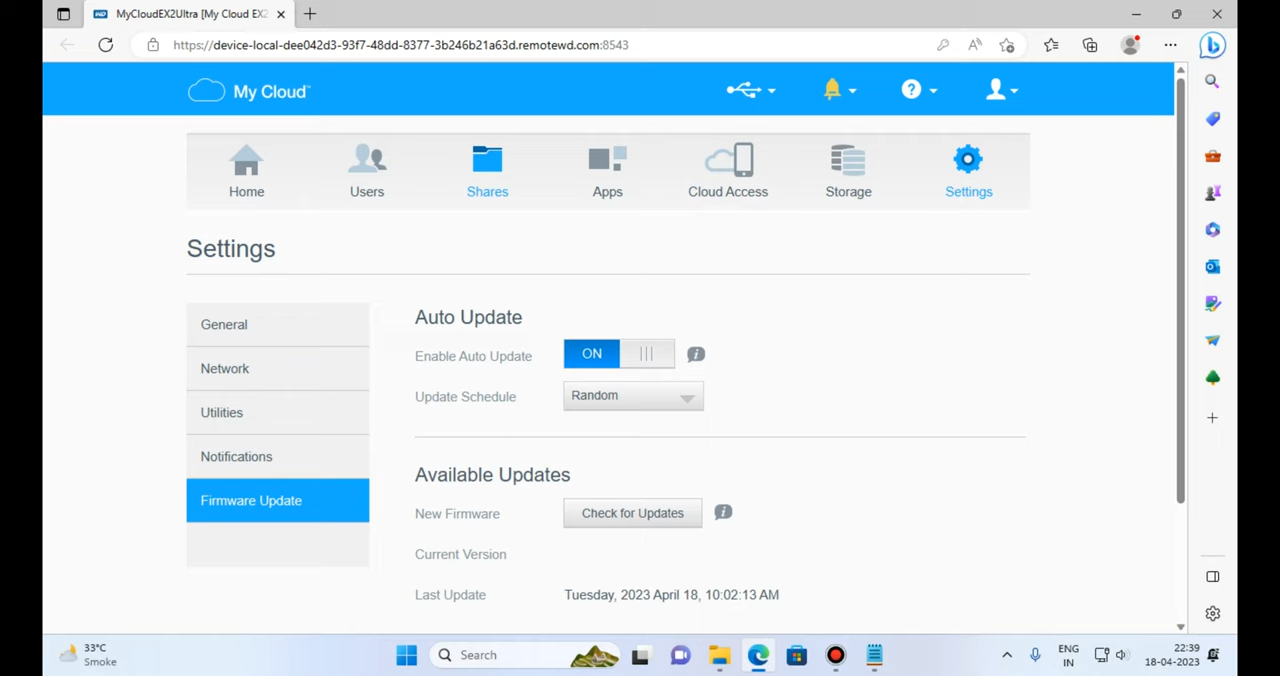 MyCloudEX2Ultra [My Cloud EX2
https://device-local-dee042d3-93f7-48dd-8377-3b246b21a63d.remotewd.com:8543
My Cloud™
Home
Users
Shares
Apps
Cloud Access
Storage
Settings
Settings
General
Network
Utilities
Notifications
Firmware Update
Auto Update
Enable Auto Update
ON
Update Schedule
Random
Available Updates
New Firmware
Check for Updates
Current Version
Last Update
Tuesday, 2023 April 18, 10:02:13 AM
33°C
Smoke
Search
ENG
IN
22:39
18-04-2023